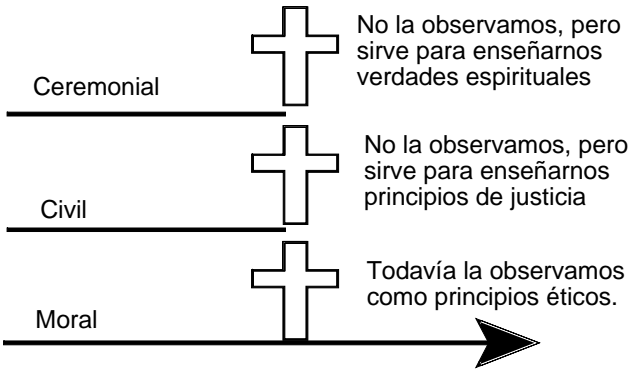 No la observamos, pero
sirve para enseñarnos
verdades espirituales
Ceremonial
No la observamos, pero
sirve para enseñarnos
principios de justicia
Civil
Todavía la observamos
como principios éticos.
Moral